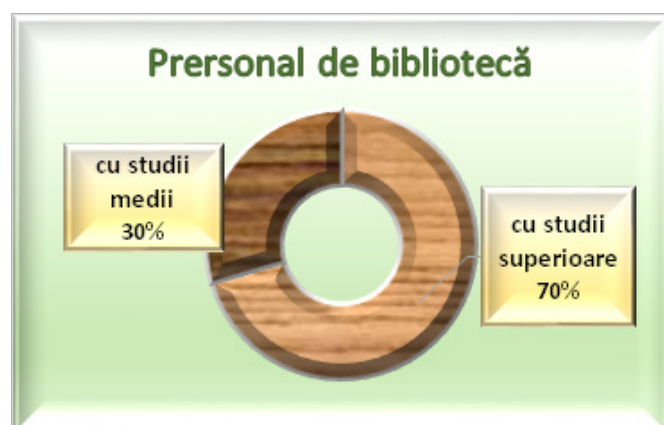 Prersonal de bibliotecă
cu studii
medii
30%
cu studii
superioare
70%